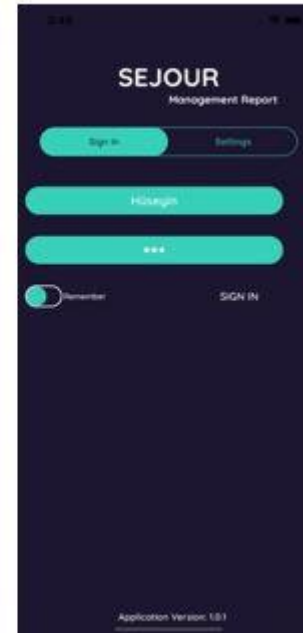 SEJOUR
Management Report
Sign In Settings
Hüseyin
***
Remember SIGN IN
Application Version: 1.0.1